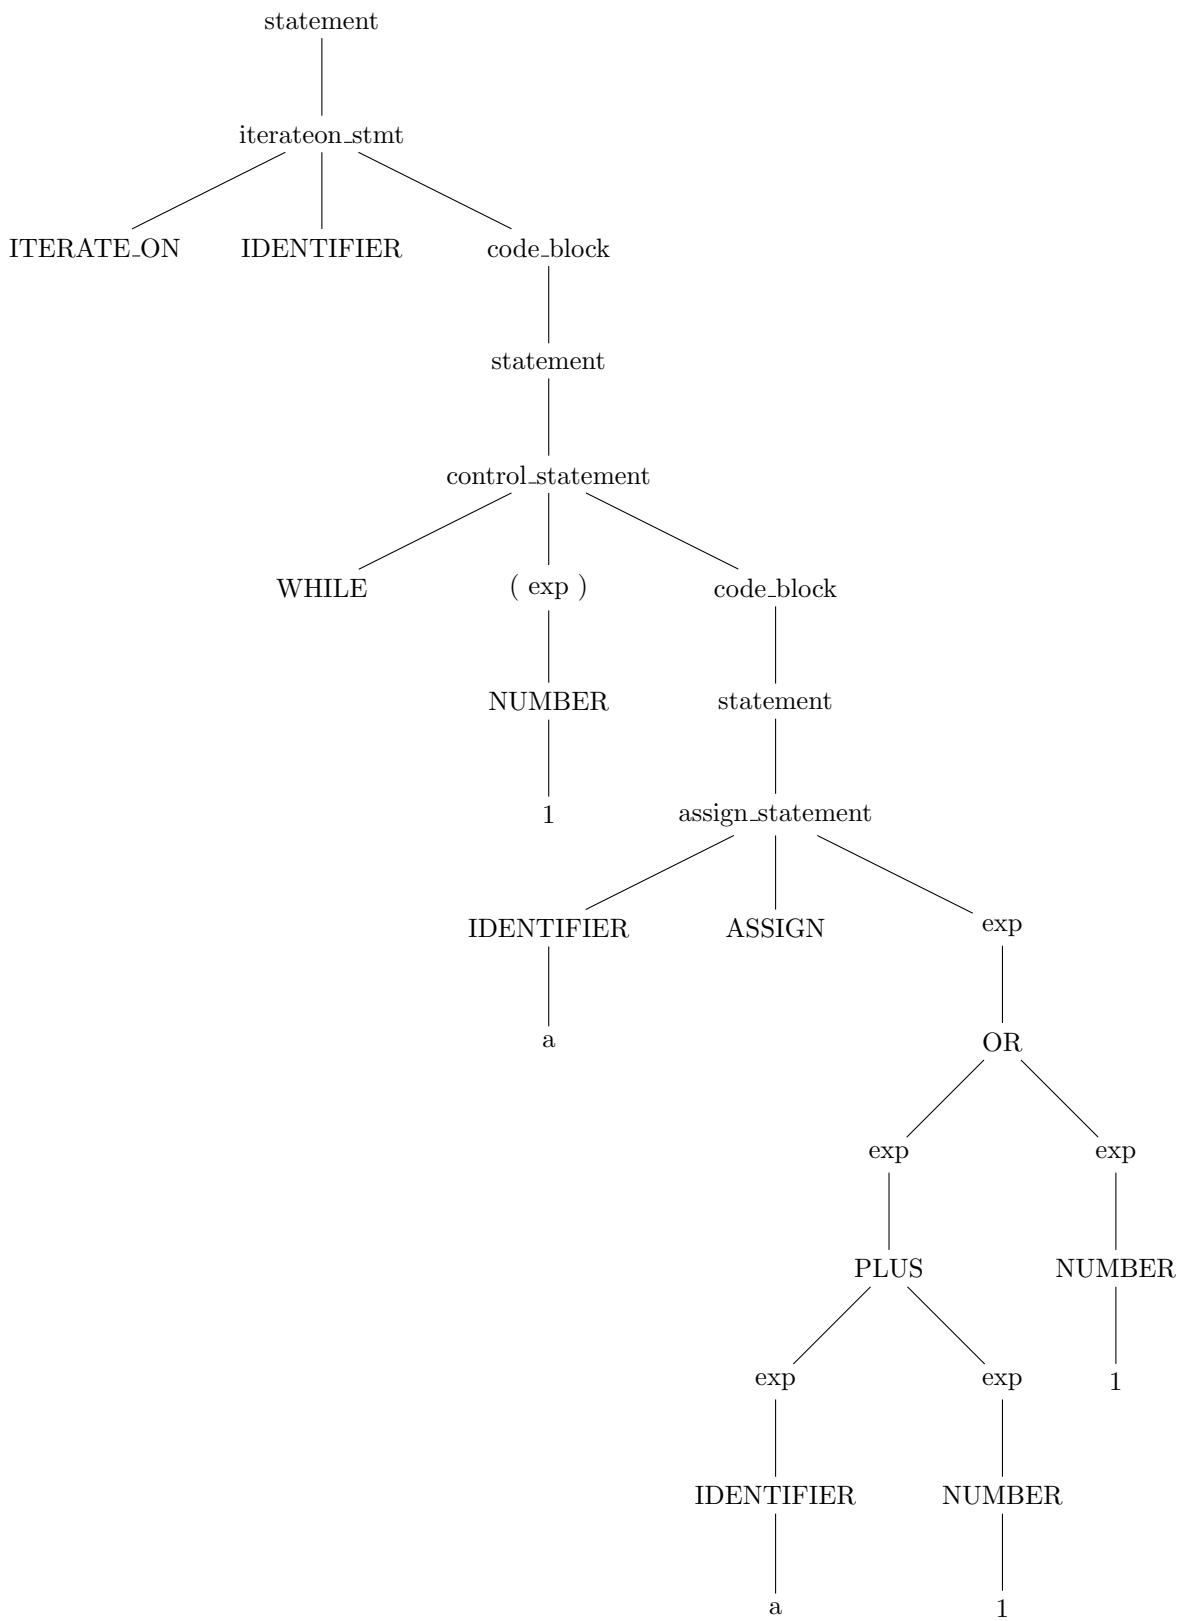 statement
iterateon_stmt
ITERATE_ON IDENTIFIER code_block
statement
control_statement
WHILE ( exp ) code_block
NUMBER statement
1 assign_statement
IDENTIFIER ASSIGN exp
a OR
exp exp
PLUS NUMBER
exp exp 1
IDENTIFIER NUMBER
a 1